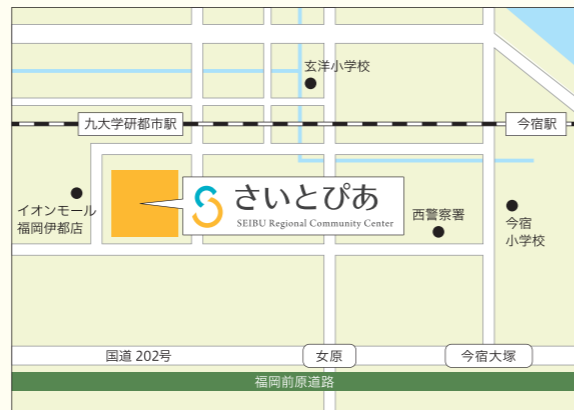 玄洋小学校
九大学研都市駅
今宿駅
さいとぴあ
SEIBU Regional Community Center
イオンモール
福岡伊都店
西警察署
今宿
小学校
国道 202号
女原
今宿大塚
福岡前原道路